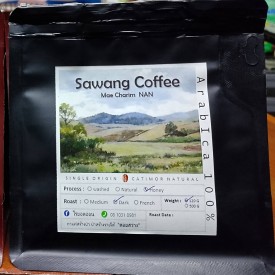 Sawang Coffee
Mae Charim NAN
Arabica 100%
SINGLE ORIGIN CATIMOR NATURAL
Process : washed Natural Honey
Roast : Medium Dark French
Weight :
500 g
Roast Date :